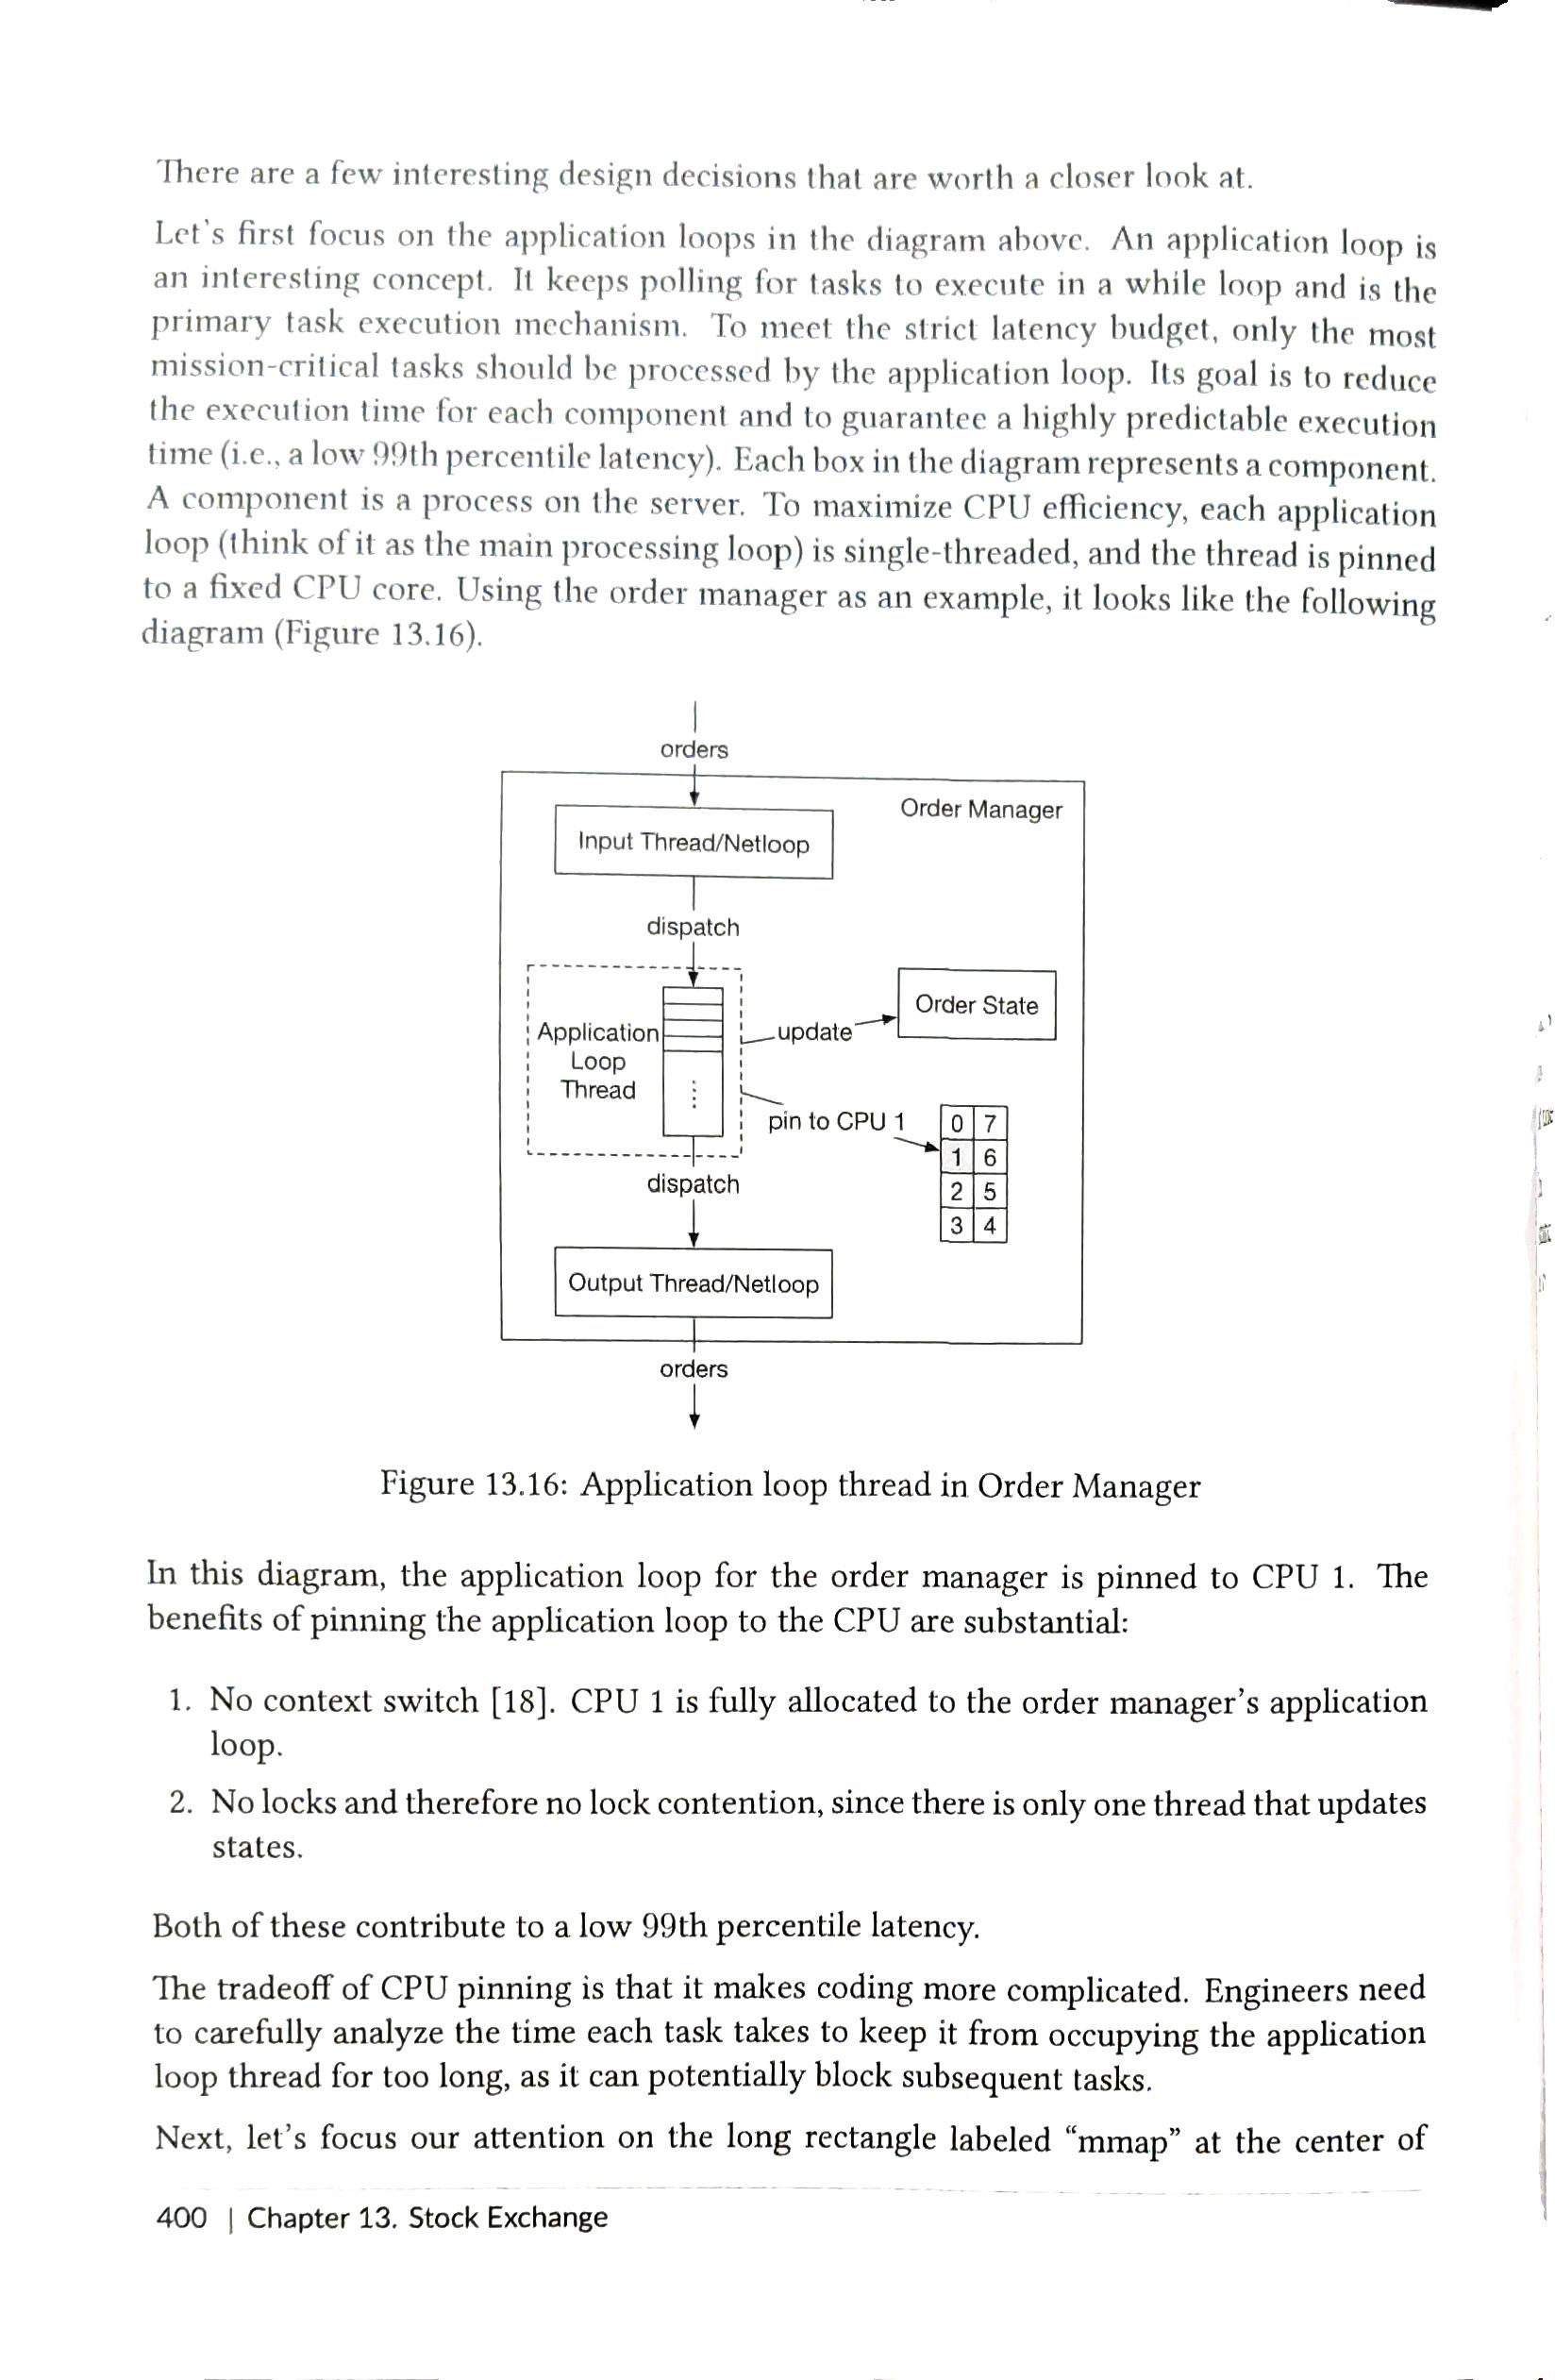 There are a few interesting design decisions that are worth a closer look at.
Let's first focus on the application loops in the diagram above. An application loop is
an interesting concept. It keeps polling for tasks to execute in a while loop and is the
primary task execution mechanism. To meet the strict latency budget, only the most
mission-critical tasks should be processed by the application loop. Its goal is to reduce
the execution time for each component and to guarantee a highly predictable execution
time (i.e., a low 99th percentile latency). Each box in the diagram represents a component.
A component is a process on the server. To maximize CPU efficiency, each application
loop (think of it as the main processing loop) is single-threaded, and the thread is pinned
to a fixed CPU core. Using the order manager as an example, it looks like the following
diagram (Figure 13.16).
orders
Order Manager
Input Thread/Netloop
dispatch
Order State
Application
Loop
Thread
update
pin to CPU 1
0 7
1 6
2 5
3 4
dispatch
Output Thread/Netloop
orders
Figure 13.16: Application loop thread in Order Manager
In this diagram, the application loop for the order manager is pinned to CPU 1. The
benefits of pinning the application loop to the CPU are substantial:
1. No context switch [18]. CPU 1 is fully allocated to the order manager's application
loop.
2. No locks and therefore no lock contention, since there is only one thread that updates
states.
Both of these contribute to a low 99th percentile latency.
The tradeoff of CPU pinning is that it makes coding more complicated. Engineers need
to carefully analyze the time each task takes to keep it from occupying the application
loop thread for too long, as it can potentially block subsequent tasks.
Next, let's focus our attention on the long rectangle labeled “mmap” at the center of
400 | Chapter 13. Stock Exchange